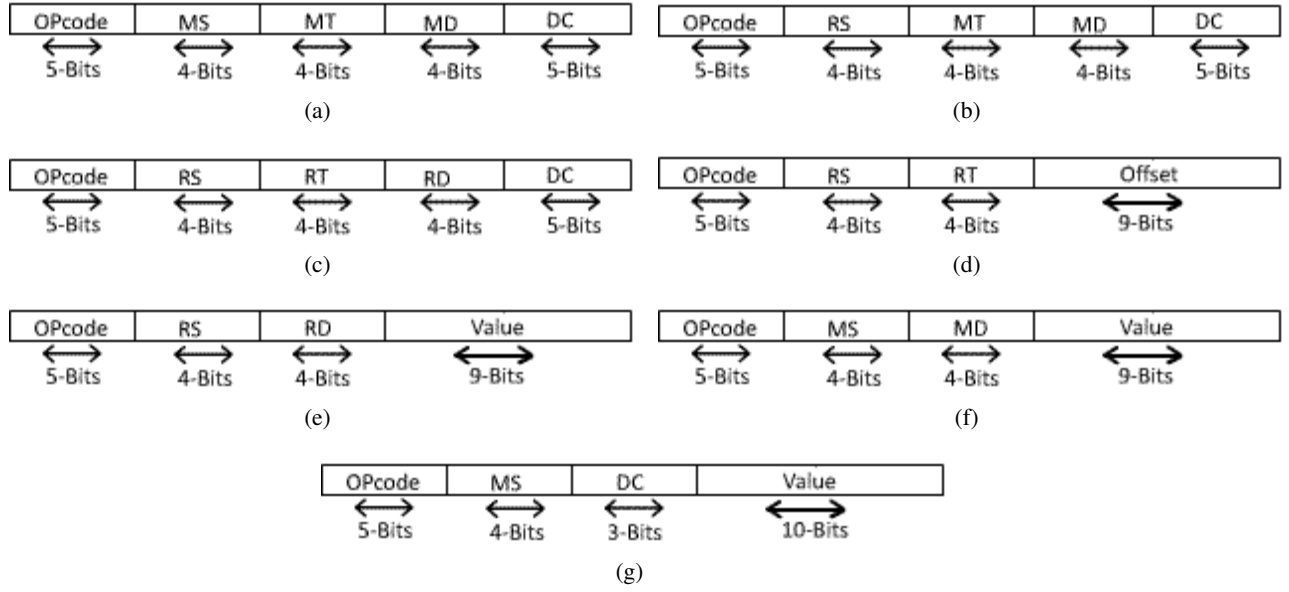 OPcode MS MT MD DC
5-Bits 4-Bits 4-Bits 4-Bits 5-Bits
(a)
OPcode RS MT MD DC
5-Bits 4-Bits 4-Bits 4-Bits 5-Bits
(b)
OPcode RS RT RD DC
5-Bits 4-Bits 4-Bits 4-Bits 5-Bits
(c)
OPcode RS RT Offset
5-Bits 4-Bits 4-Bits 9-Bits
(d)
OPcode RS RD Value
5-Bits 4-Bits 4-Bits 9-Bits
(e)
OPcode MS MD Value
5-Bits 4-Bits 4-Bits 9-Bits
(f)
OPcode MS DC Value
5-Bits 4-Bits 3-Bits 10-Bits
(g)